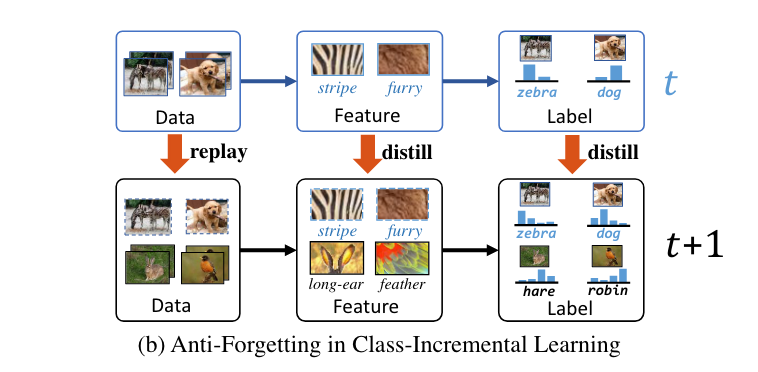 stripe furry
zebra dog
t
Data
Feature
Label
replay
distill
distill
stripe furry
zebra dog
t+1
long-ear feather
hare robin
Data
Feature
Label
(b) Anti-Forgetting in Class-Incremental Learning